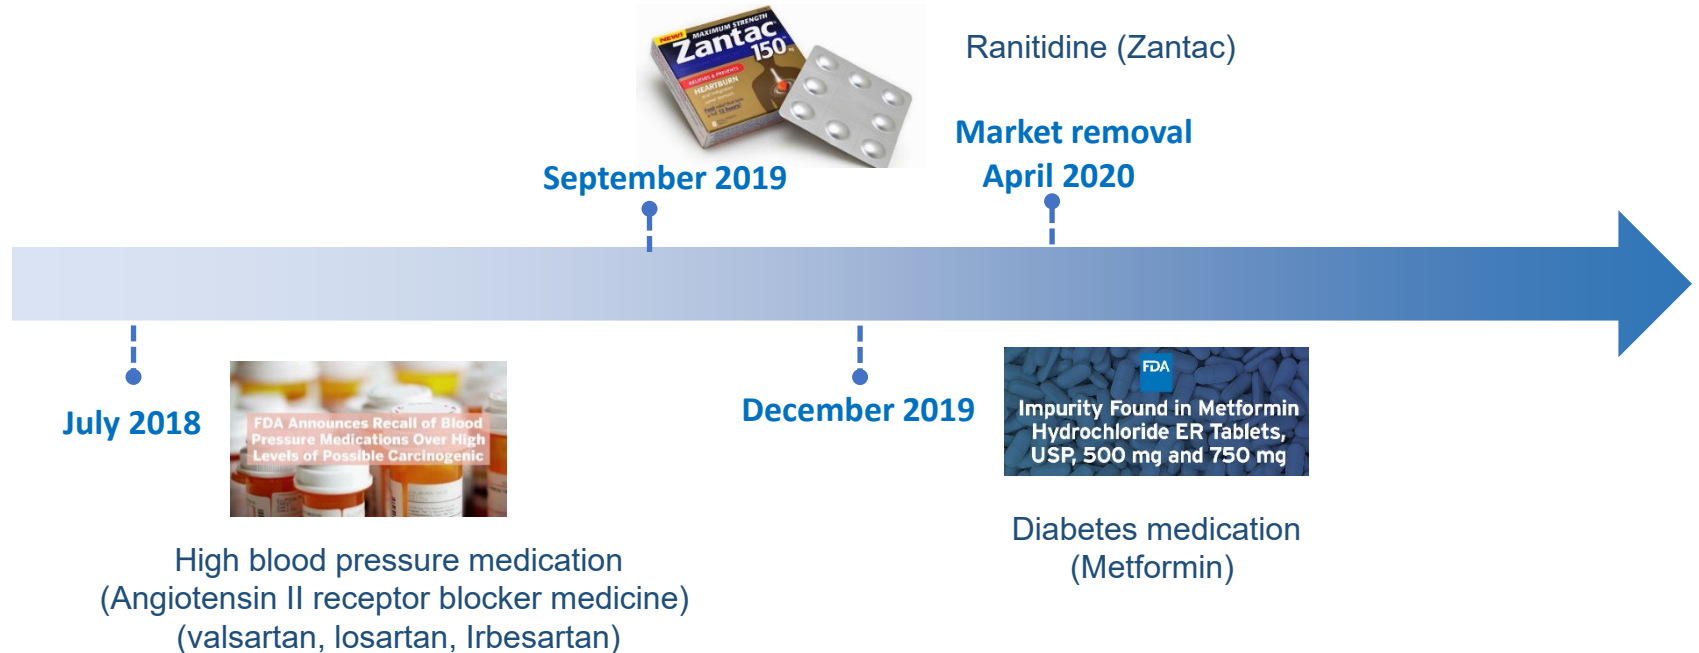 NEW!
MAXIMUM STRENGTH
Zantac
150
RELIEVES & PREVENTS
HEARTBURN
Ranitidine (Zantac)
Market removal
April 2020
September 2019
July 2018
FDA Announces Recall of Blood
Pressure Medications Over High
Levels of Possible Carcinogenic
High blood pressure medication
(Angiotensin II receptor blocker medicine)
(valsartan, losartan, Irbesartan)
December 2019
FDA
Impurity Found in Metformin
Hydrochloride ER Tablets,
USP, 500 mg and 750 mg
Diabetes medication
(Metformin)